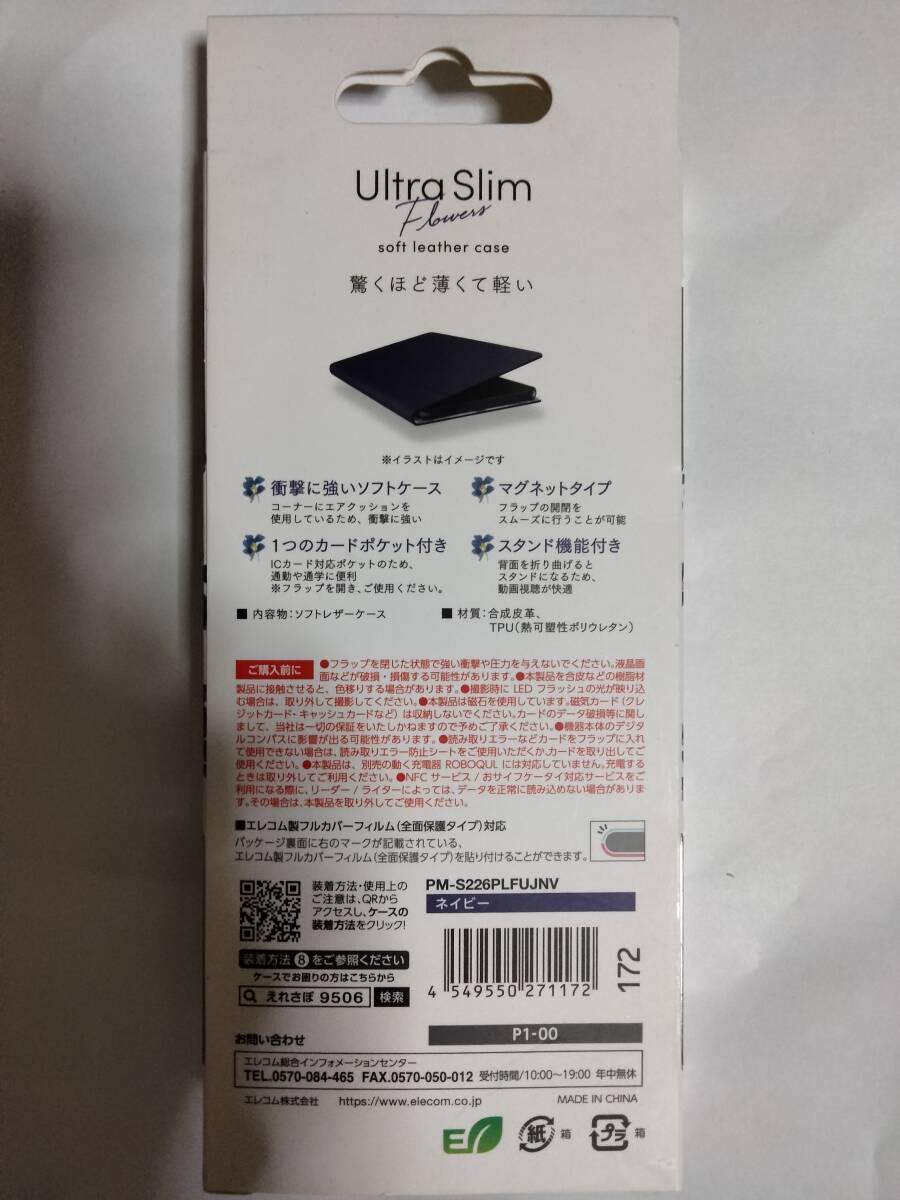 Ultra Slim
Flowers
soft leather case
驚くほど薄くて軽い
※イラストはイメージです
衝撃に強いソフトケース
コーナーにエアクッションを
使用しているため、衝撃に強い
マグネットタイプ
フラップの開閉を
スムーズに行うことが可能
1つのカードポケット付き
ICカード対応ポケットのため、
通勤や通学に便利
※フラップを開き、ご使用ください。
スタンド機能付き
背面を折り曲げると
スタンドになるため、
動画視聴が快適
■ 内容物：ソフトレザーケース
■ 材質：合成皮革、
TPU（熱可塑性ポリウレタン）
ご購入前に
●フラップを閉じた状態で強い衝撃や圧力を与えないでください。液晶画
面などが破損・損傷する可能性があります。●本製品を合皮などの樹脂材
製品に接触させると、色移りする場合があります。●撮影時に LED フラッシュの光が映り込
む場合は、取り外して撮影してください。●本製品は磁石を使用しています。磁気カード（クレ
ジットカード・キャッシュカードなど）は収納しないでください。カードのデータ破損等に関し
まして、当社は一切の保証をいたしかねますので予めご了承ください。●機器本体のデジタ
ルコンパスに影響が出る可能性があります。●読み取りエラーなどカードをフラップに入れ
て使用できない場合は、読み取りエラー防止シートをご使用いただくか、カードを取り出してご
使用ください。●本製品は、別売の動く充電器 ROBOQUL には対応していません。充電する
ときは取り外してご利用ください。●NFC サービス / おサイフケータイ対応サービスをご
利用になる際に、リーダー / ライターによっては、データを正常に読み込めない場合がありま
す。その場合は、本製品を取り外してご使用ください。
■エレコム製フルカバーフィルム（全面保護タイプ）対応
パッケージ裏面に右のマークが記載されている、
エレコム製フルカバーフィルム（全面保護タイプ）を貼り付けることができます。
装着方法・使用上の
ご注意は、QRから
アクセスし、ケースの
装着方法をクリック！
装着方法 8 をご参照ください
ケースでお困りの方はこちらから
えれさぽ 9506 検索
PM-S226PLFUJNV
ネイビー
4 549550 271172
172
P1-00
お問い合わせ
エレコム総合インフォメーションセンター
TEL.0570-084-465 FAX.0570-050-012 受付時間/10:00～19:00 年中無休
エレコム株式会社 https://www.elecom.co.jp MADE IN CHINA
E
紙 箱
プラ 箱